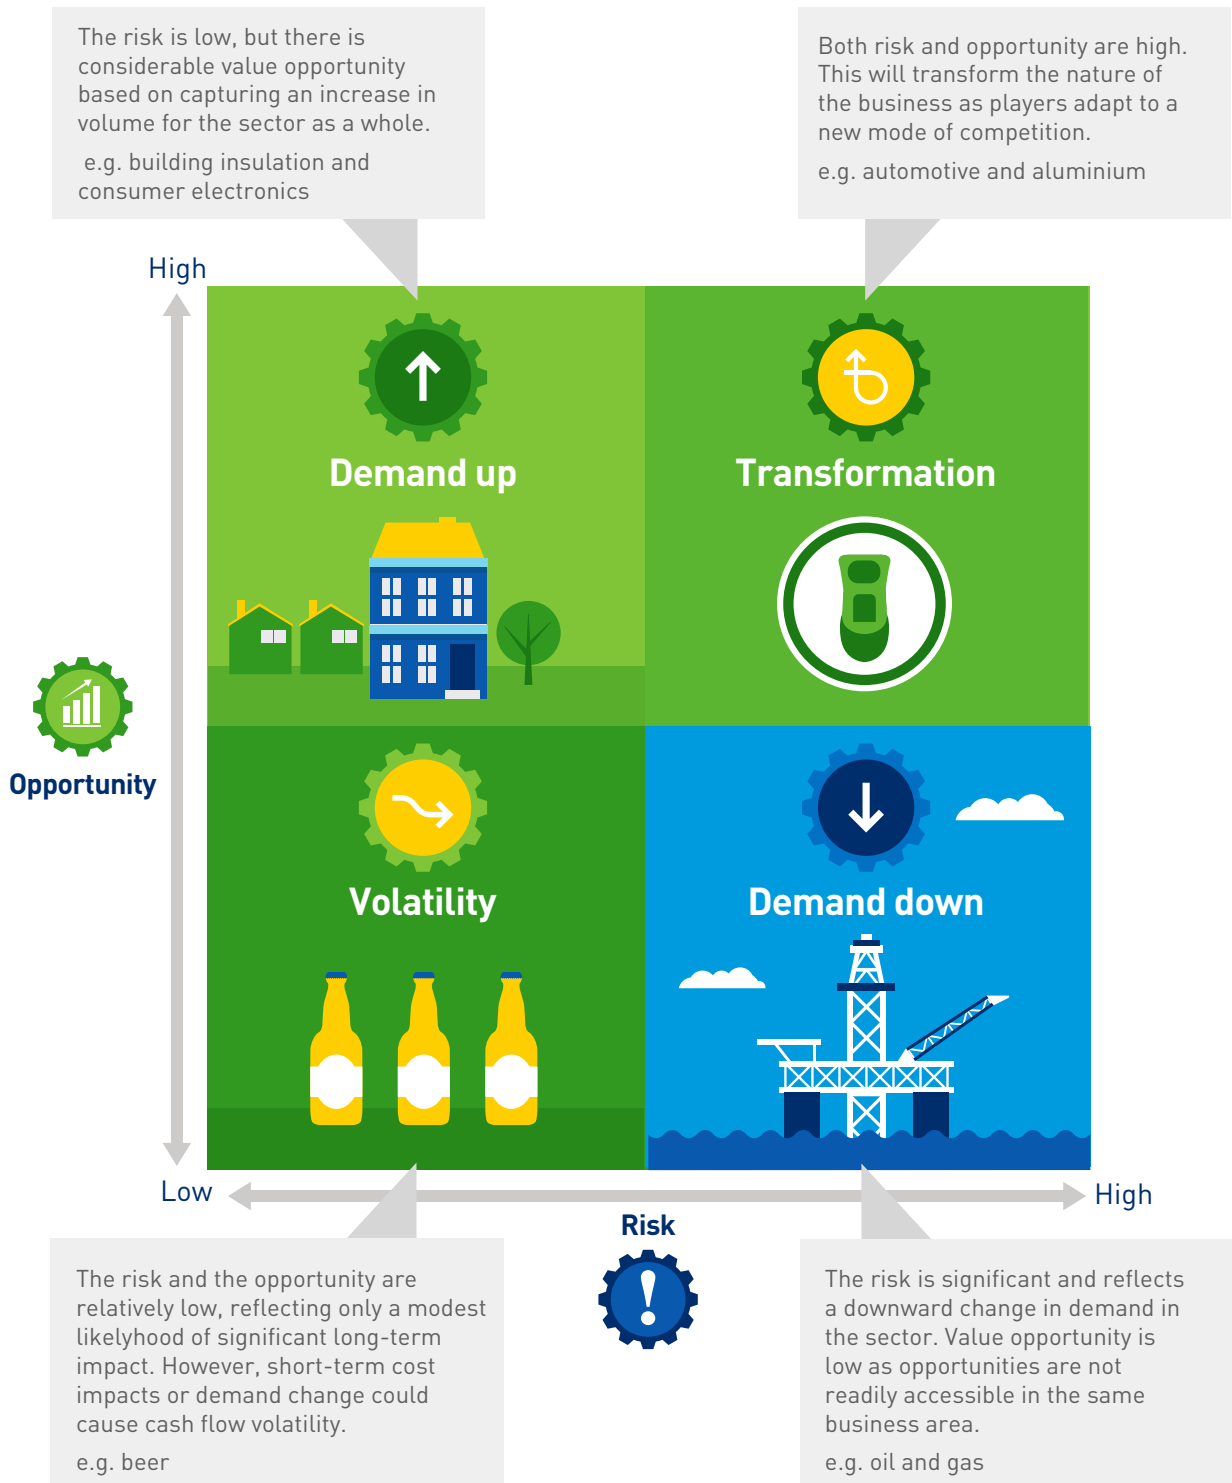 The risk is low, but there is
considerable value opportunity
based on capturing an increase in
volume for the sector as a whole.
e.g. building insulation and
consumer electronics
Both risk and opportunity are high.
This will transform the nature of
the business as players adapt to a
new mode of competition.
e.g. automotive and aluminium
High
Demand up
Transformation
Opportunity
Volatility
Demand down
Low
High
Risk
The risk and the opportunity are
relatively low, reflecting only a modest
likelyhood of significant long-term
impact. However, short-term cost
impacts or demand change could
cause cash flow volatility.
e.g. beer
The risk is significant and reflects
a downward change in demand in
the sector. Value opportunity is
low as opportunities are not
readily accessible in the same
business area.
e.g. oil and gas